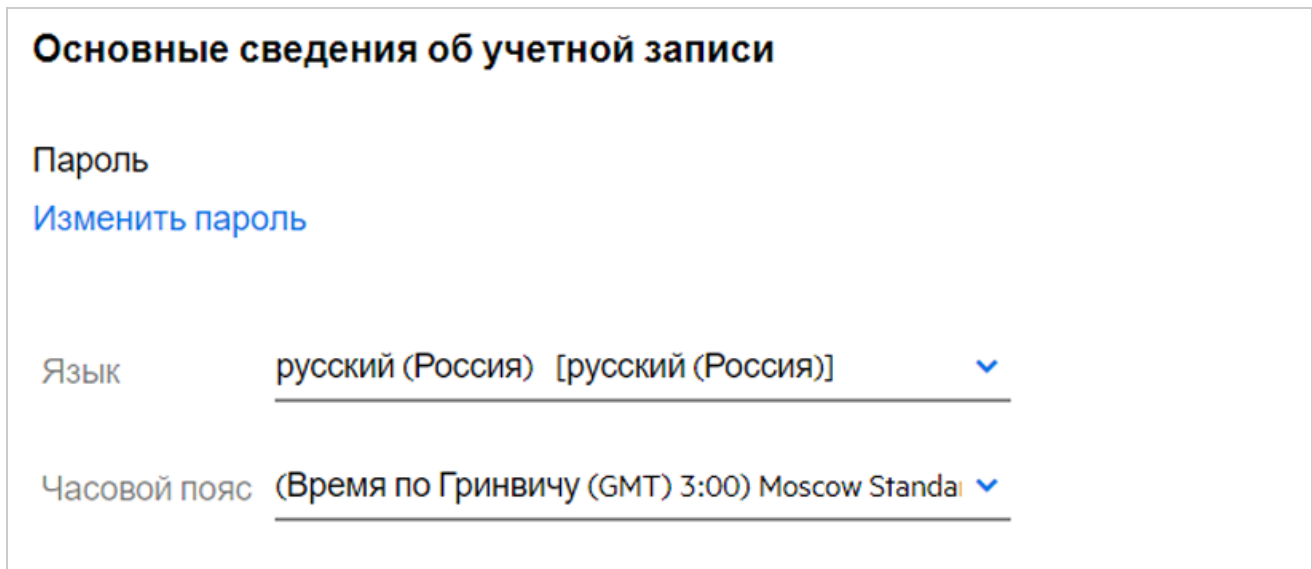 Основные сведения об учетной записи
Пароль
Изменить пароль
Язык русский (Россия) [русский (Россия)]
Часовой пояс (Время по Гринвичу (GMT) 3:00) Moscow Standa